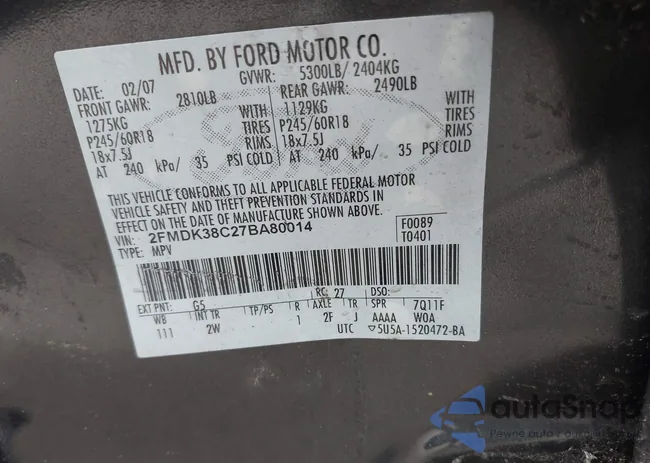 MFD. BY FORD MOTOR CO.
DATE: 02/07 GVWR: 5300LB/ 2404KG
FRONT GAWR: 2810LB REAR GAWR: 2490LB
1275KG WITH 1129KG WITH
P245/60R18 TIRES P245/60R18 TIRES
18x7.5J RIMS 18x7.5J RIMS
AT 240 kPa/ 35 PSI COLD AT 240 kPa/ 35 PSI COLD
THIS VEHICLE CONFORMS TO ALL APPLICABLE FEDERAL MOTOR
VEHICLE SAFETY AND THEFT PREVENTION STANDARDS IN
EFFECT ON THE DATE OF MANUFACTURE SHOWN ABOVE.
VIN: 2FMDK38C27BA80014 F0089
TYPE: MPV T0401
EXT PNT: G5 RC: 27 DSO:
WB INT TR TP/PS R AXLE TR SPR 7Q11F
111 2W 1 2F J AAAA WOA
UTC ▽5U5A-1520472-BA
autoSnap
Pewne auto z